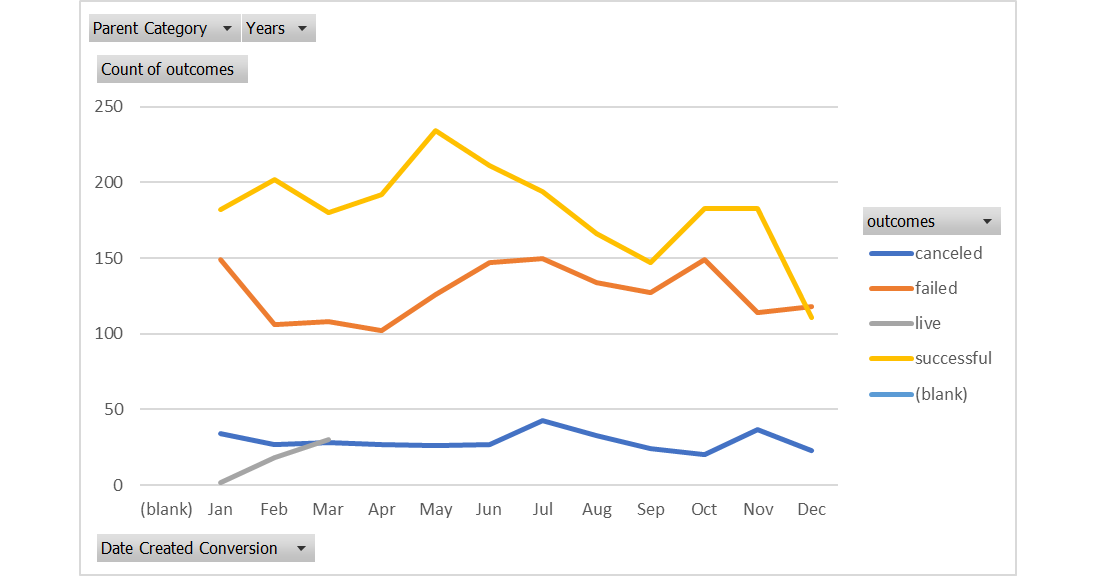 Parent Category Years
Count of outcomes
250
200
150
100
50
0
(blank) Jan Feb Mar Apr May Jun Jul Aug Sep Oct Nov Dec
Date Created Conversion
outcomes
canceled
failed
live
successful
(blank)